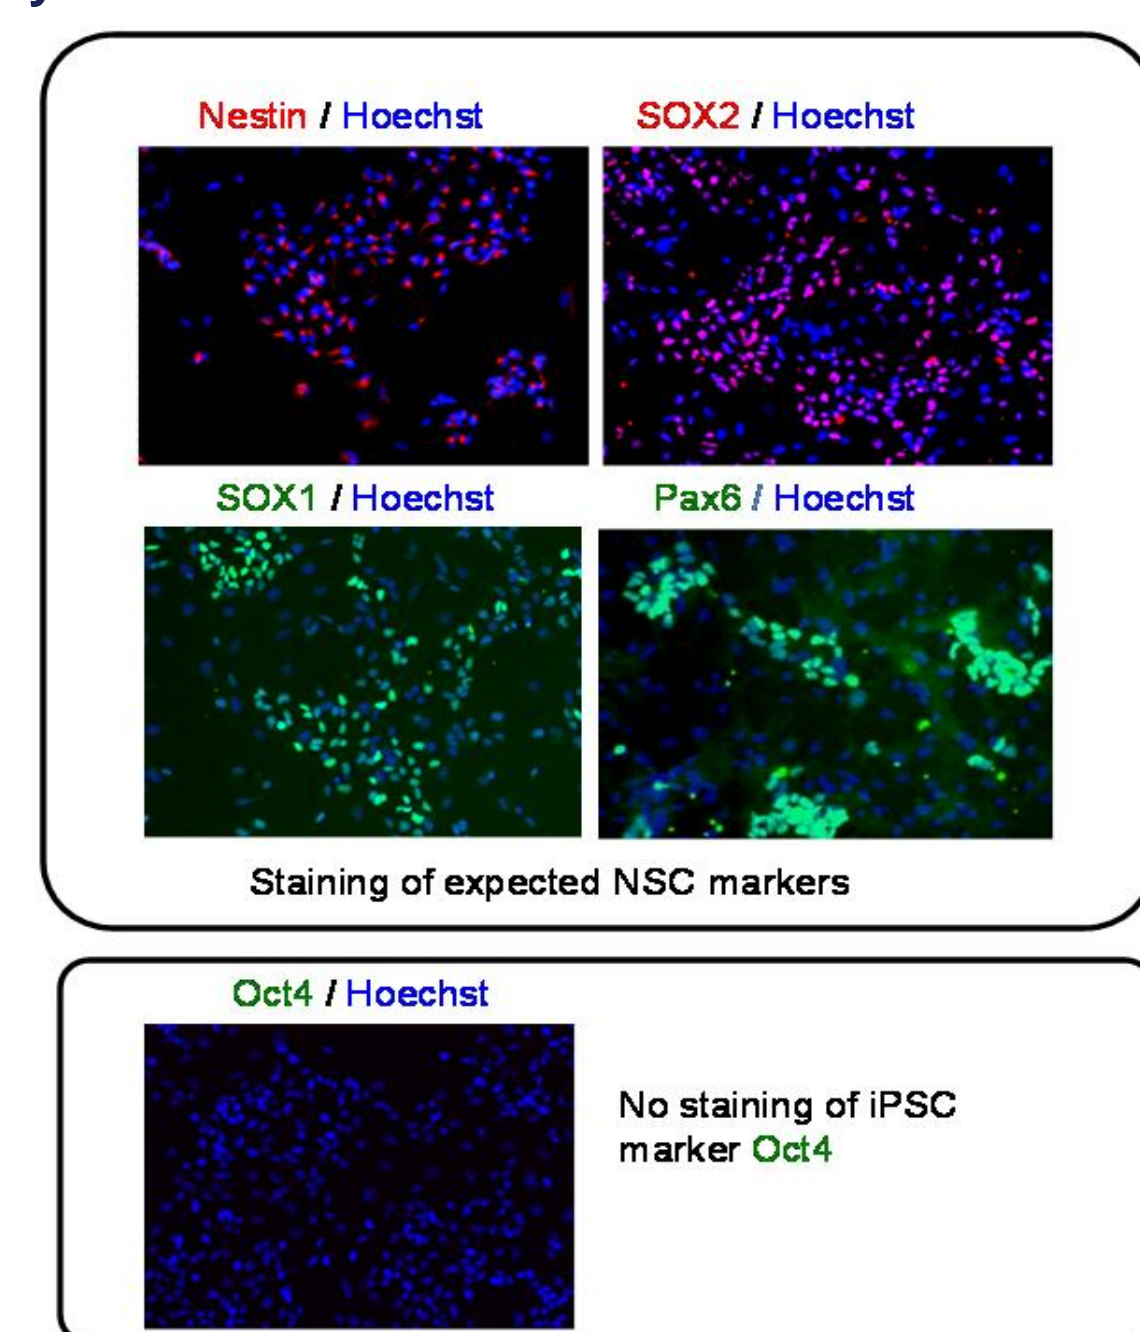 Nestin / Hoechst
SOX2 / Hoechst
SOX1 / Hoechst
Pax6 / Hoechst
Staining of expected NSC markers
Oct4 / Hoechst
No staining of iPSC
marker Oct4